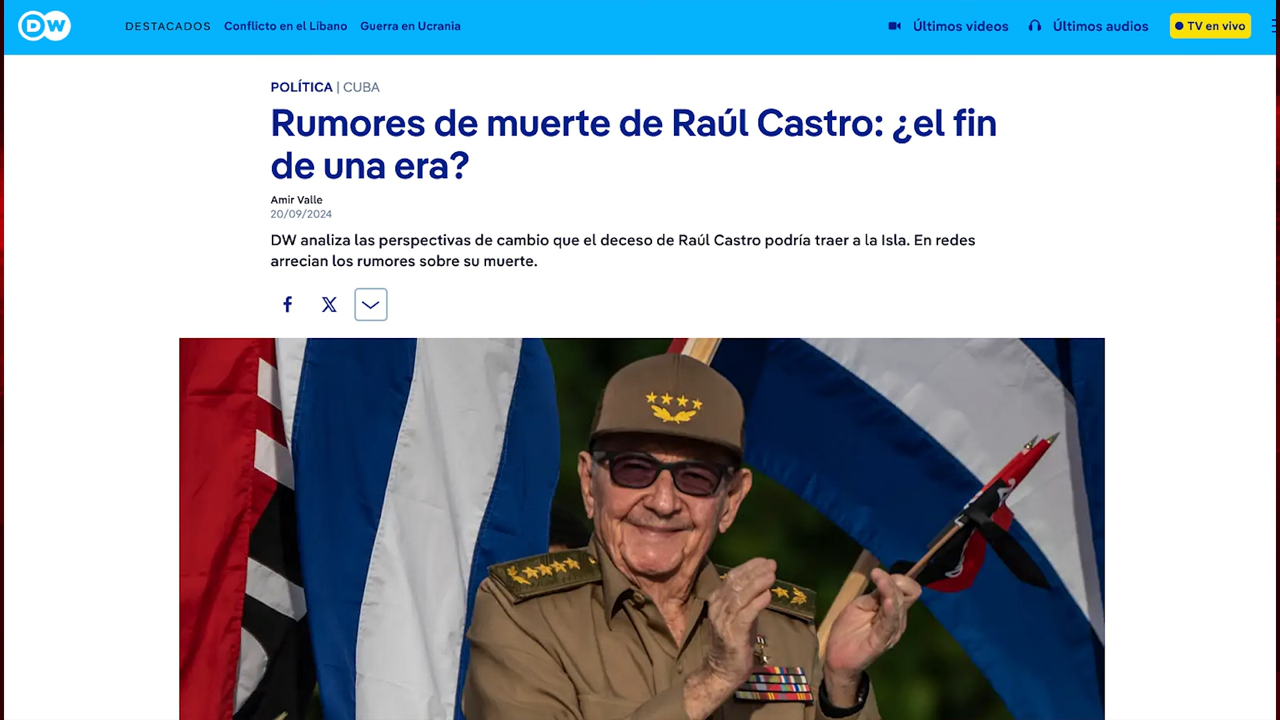 DW
DESTACADOS Conflicto en el Líbano Guerra en Ucrania Últimos videos Últimos audios TV en vivo
POLÍTICA | CUBA
Rumores de muerte de Raúl Castro: ¿el fin
de una era?
Amir Valle
20/09/2024
DW analiza las perspectivas de cambio que el deceso de Raúl Castro podría traer a la Isla. En redes
arrecian los rumores sobre su muerte.